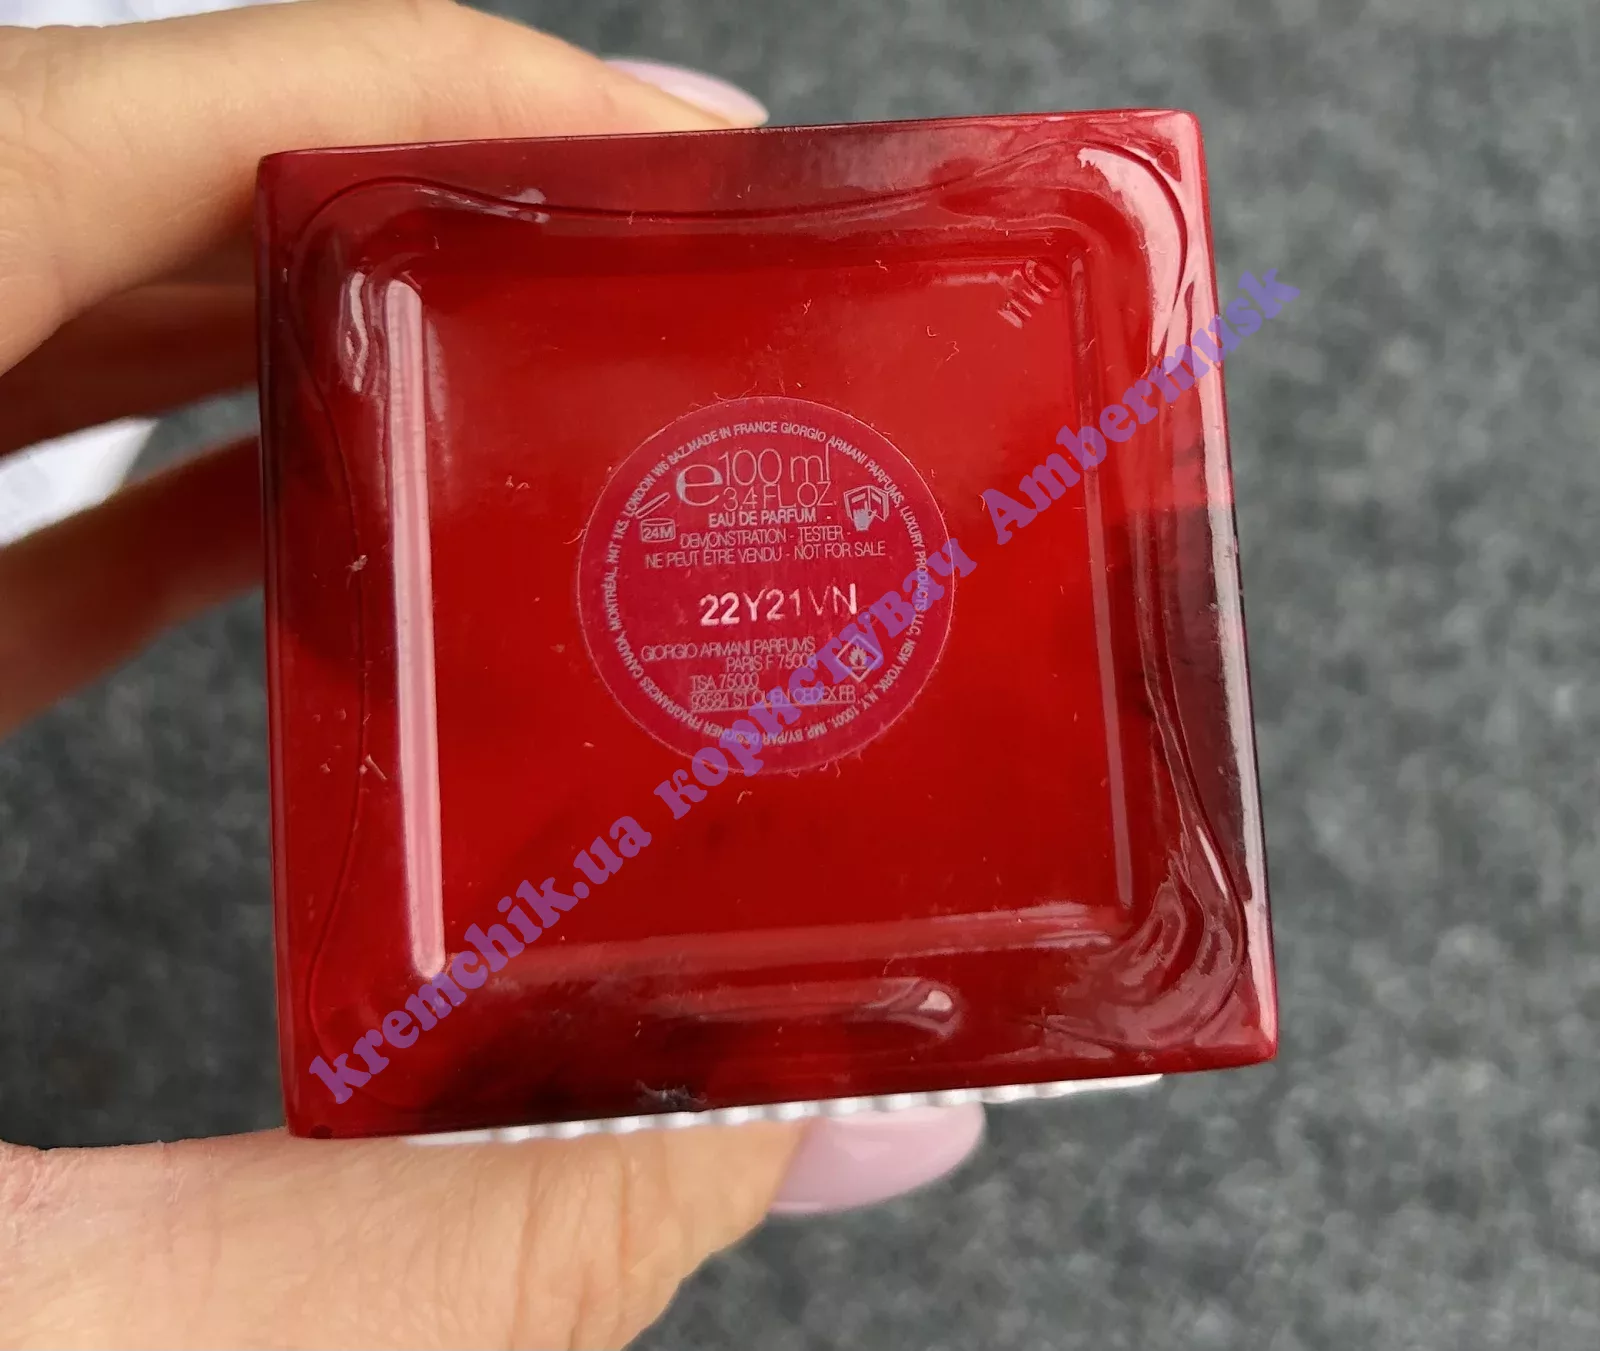 MADE IN FRANCE GIORGIO ARMANI PARFUMS, LUXURY PRODUCTS LLC, NEW YORK, N.Y. 10001. IMP. BY/PAR DESIGNER FRAGRANCES CANADA, MONTRÉAL, H4T 1K5. LONDON W6 8AZ.
e100 ml
3.4 FL.OZ.
EAU DE PARFUM
24M
DEMONSTRATION - TESTER -
NE PEUT ÊTRE VENDU - NOT FOR SALE
22Y21VN
GIORGIO ARMANI PARFUMS
PARIS F 75008
TSA 75000
93584 ST OUEN CEDEX FR
kremchik.ua користувач Ambermusk